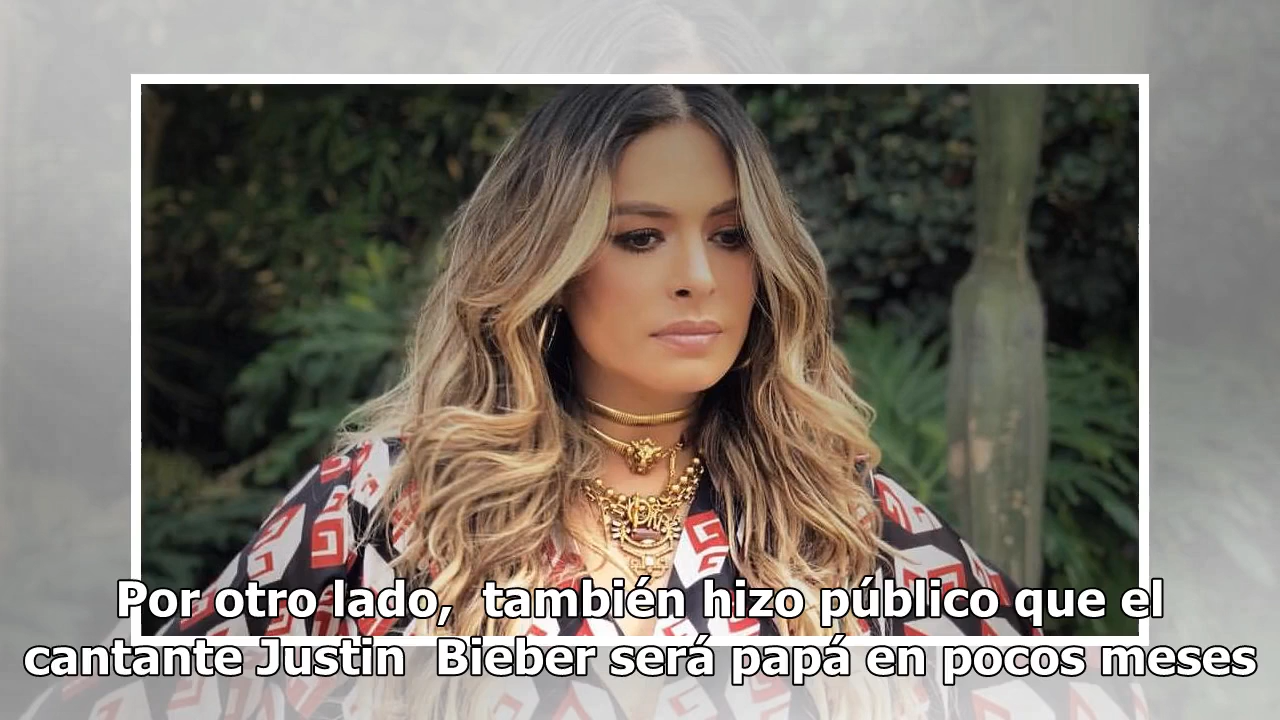 Por otro lado,  también hizo público que el
cantante Justin  Bieber será papá en pocos meses